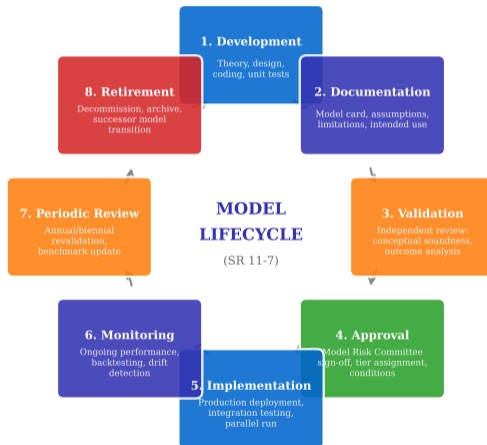 1. Development
Theory, design,
coding, unit tests
2. Documentation
Model card, assumptions,
limitations, intended use
3. Validation
Independent review:
conceptual soundness,
outcome analysis
4. Approval
Model Risk Committee
sign-off, tier assignment,
conditions
5. Implementation
Production deployment,
integration testing,
parallel run
6. Monitoring
Ongoing performance,
backtesting, drift
detection
7. Periodic Review
Annual/biennial
revalidation,
benchmark update
8. Retirement
Decommission, archive,
successor model
transition
MODEL
LIFECYCLE
(SR 11-7)